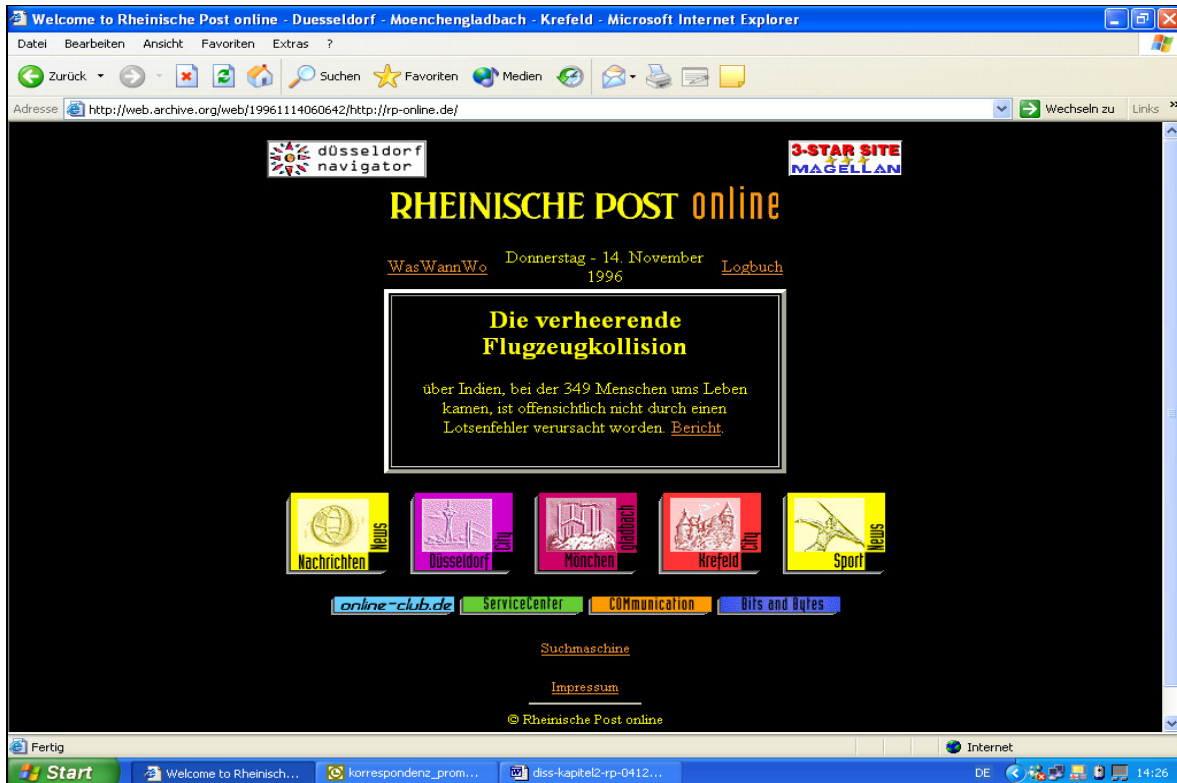 Welcome to Rheinische Post online - Duesseldorf - Moenchengladbach - Krefeld - Microsoft Internet Explorer
Datei Bearbeiten Ansicht Favoriten Extras ?
Zurück Suchen Favoriten Medien
Adresse http://web.archive.org/web/19961114060642/http://rp-online.de/ Wechseln zu Links »
düsseldorf
navigator
3-STAR SITE
MAGELLAN
RHEINISCHE POST online
WasWannWo
Donnerstag - 14. November
1996
Logbuch
Die verheerende
Flugzeugkollision
über Indien, bei der 349 Menschen ums Leben
kamen, ist offensichtlich nicht durch einen
Lotsenfehler verursacht worden. Bericht.
Nachrichten News
Düsseldorf City
Mönchen gladbach
Krefeld City
Sport News
online-club.de ServiceCenter COMmunication Bits and Bytes
Suchmaschine
Impressum
© Rheinische Post online
Fertig Internet
Start Welcome to Rheinisch... korrespondenz_prom... diss-kapitel2-rp-0412... DE 14:26